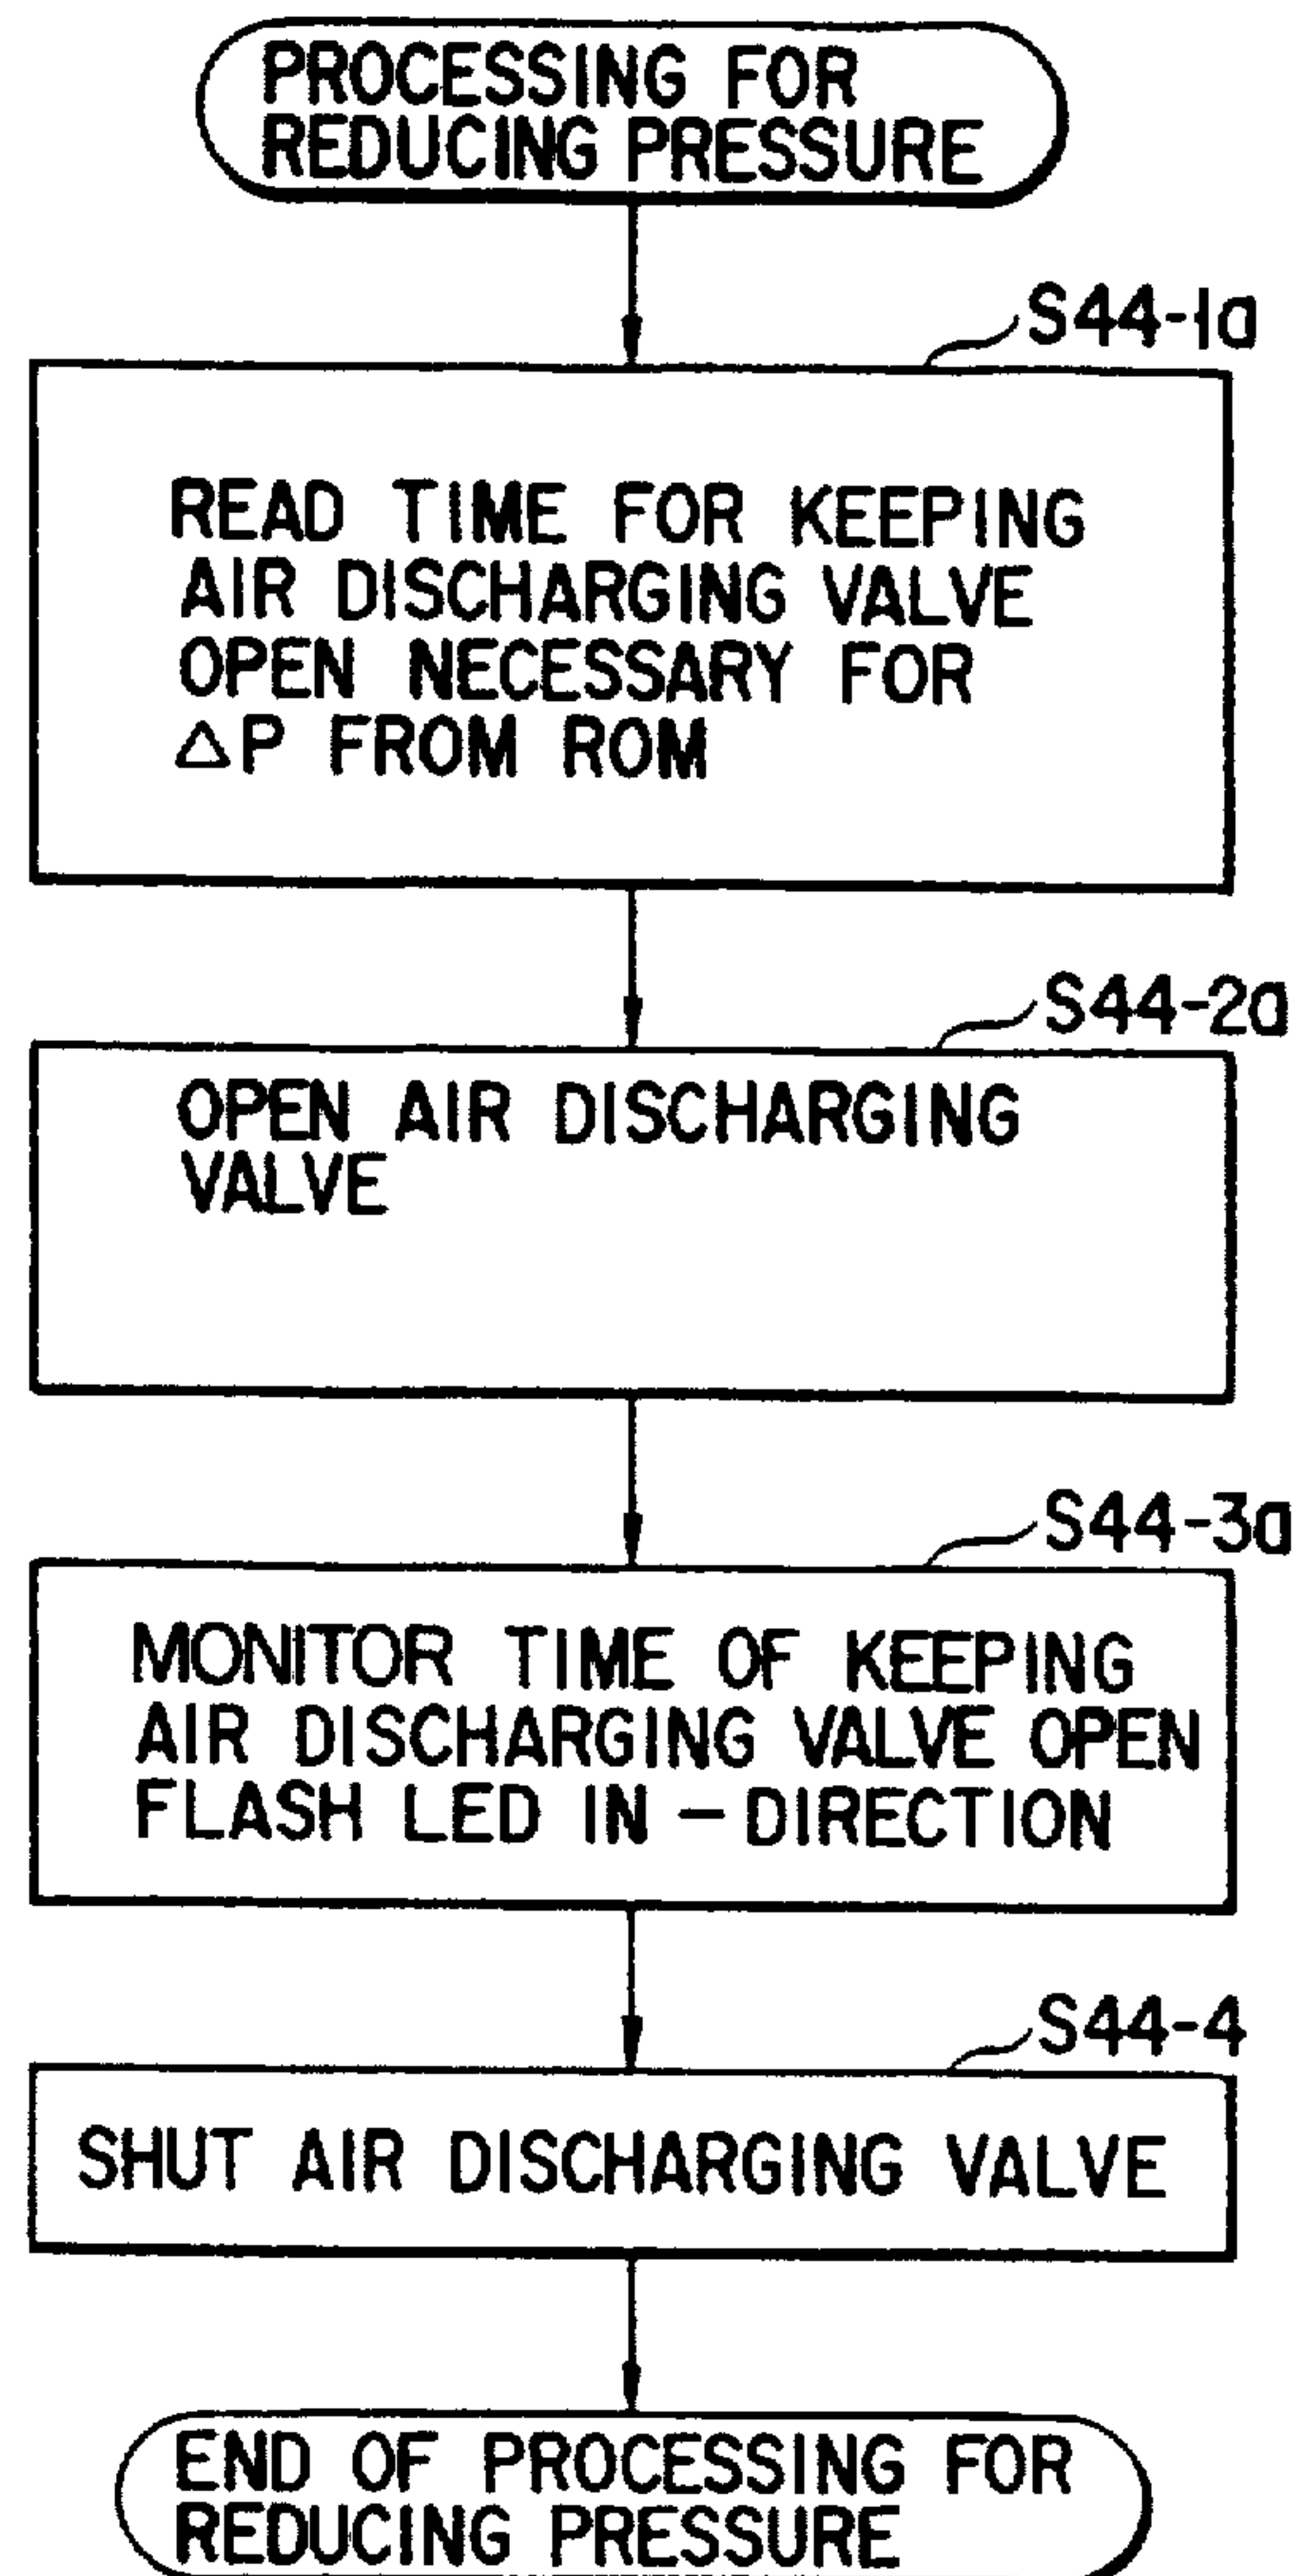 PROCESSING FOR
REDUCING PRESSURE
S44-1a
READ TIME FOR KEEPING
AIR DISCHARGING VALVE
OPEN NECESSARY FOR
△P FROM ROM
S44-2a
OPEN AIR DISCHARGING
VALVE
S44-3a
MONITOR TIME OF KEEPING
AIR DISCHARGING VALVE OPEN
FLASH LED IN – DIRECTION
S44-4
SHUT AIR DISCHARGING VALVE
END OF PROCESSING FOR
REDUCING PRESSURE